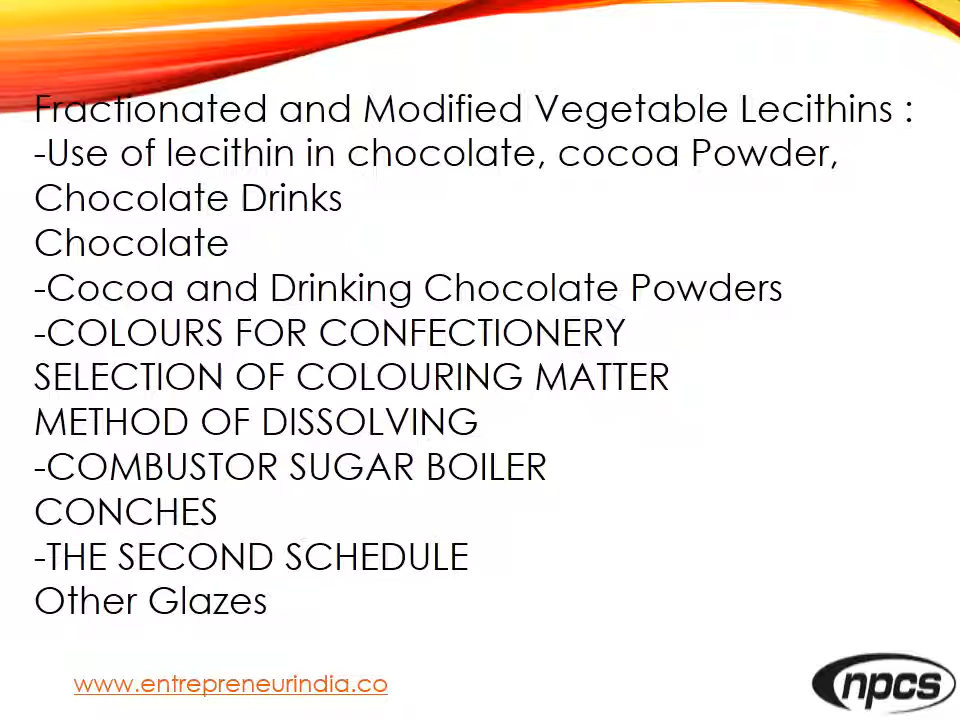 Fractionated and Modified Vegetable Lecithins :
-Use of lecithin in chocolate, cocoa Powder,
Chocolate Drinks
Chocolate
-Cocoa and Drinking Chocolate Powders
-COLOURS FOR CONFECTIONERY
SELECTION OF COLOURING MATTER
METHOD OF DISSOLVING
-COMBUSTOR SUGAR BOILER
CONCHES
-THE SECOND SCHEDULE
Other Glazes
www.entrepreneurindia.co
npcs